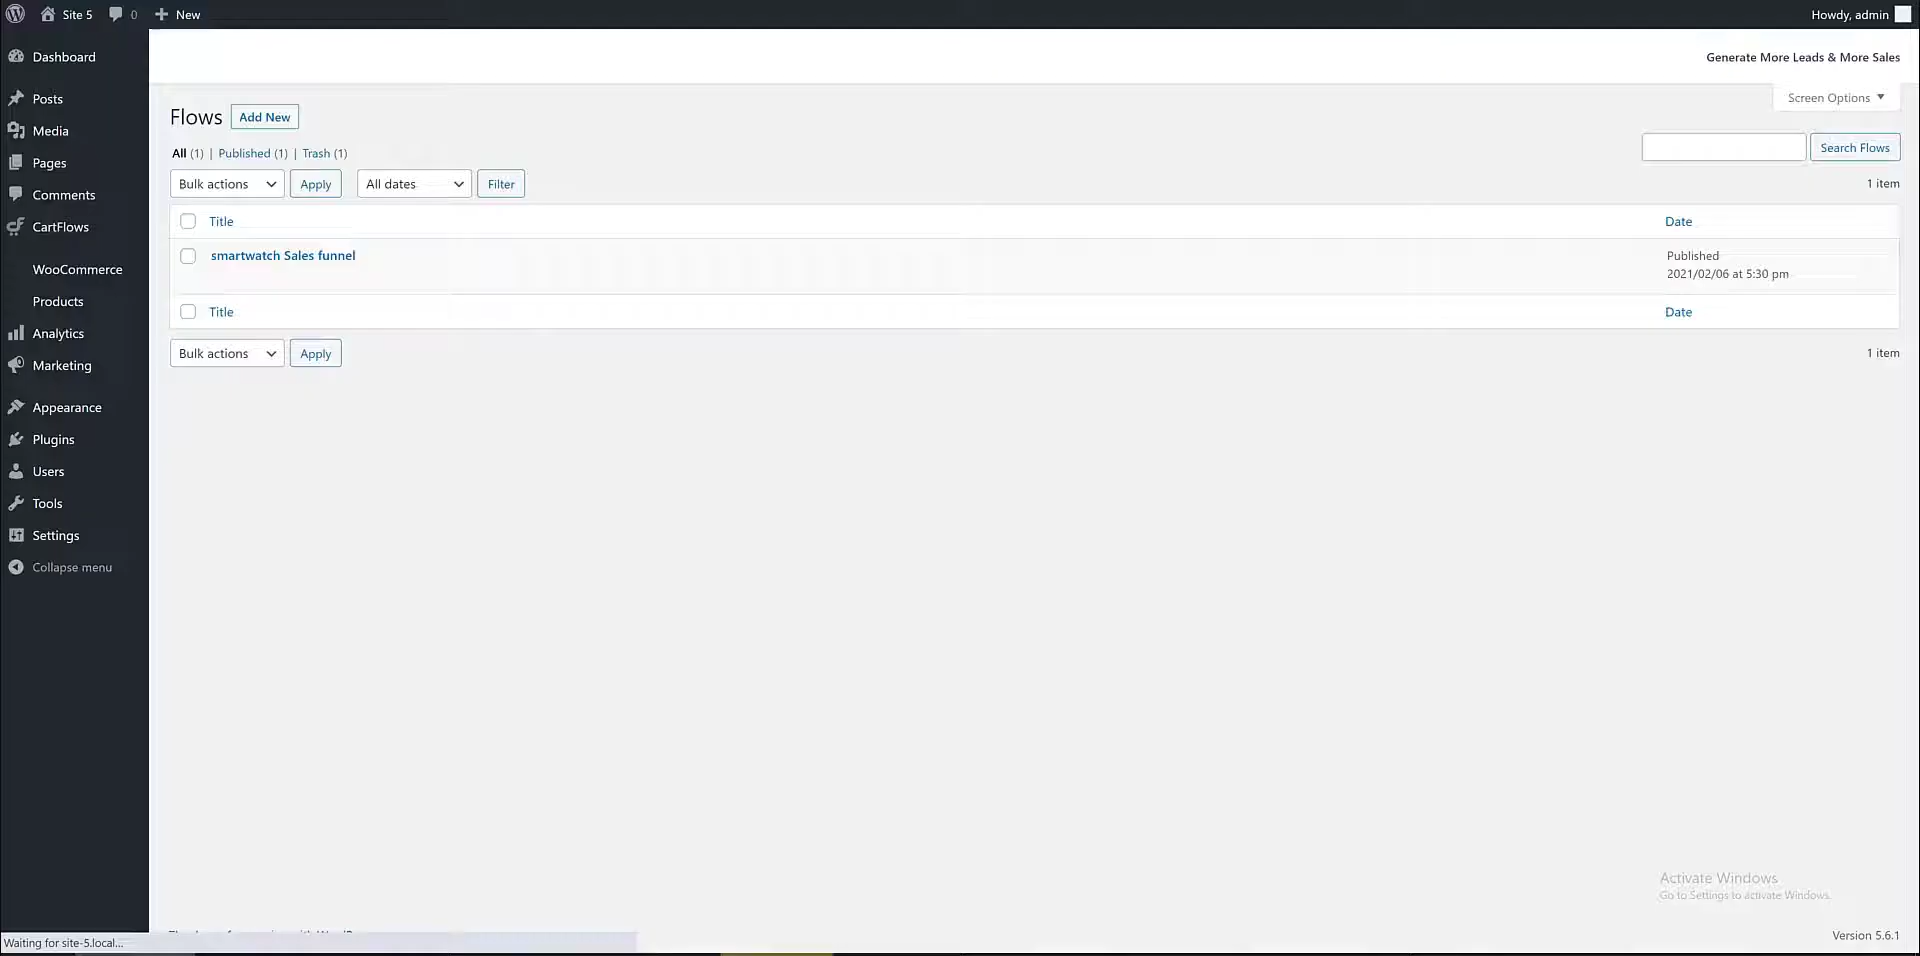 Site 5 0 New Howdy, admin
Dashboard
Generate More Leads & More Sales
Posts
Media
Pages
Comments
CartFlows
WooCommerce
Products
Analytics
Marketing
Appearance
Plugins
Users
Tools
Settings
Collapse menu
Screen Options
Flows Add New
All (1) | Published (1) | Trash (1)
Search Flows
Bulk actions Apply All dates Filter 1 item
Title Date
smartwatch Sales funnel Published
2021/02/06 at 5:30 pm
Title Date
Bulk actions Apply 1 item
Activate Windows
Go to Settings to activate Windows.
Version 5.6.1
Waiting for site-5.local...